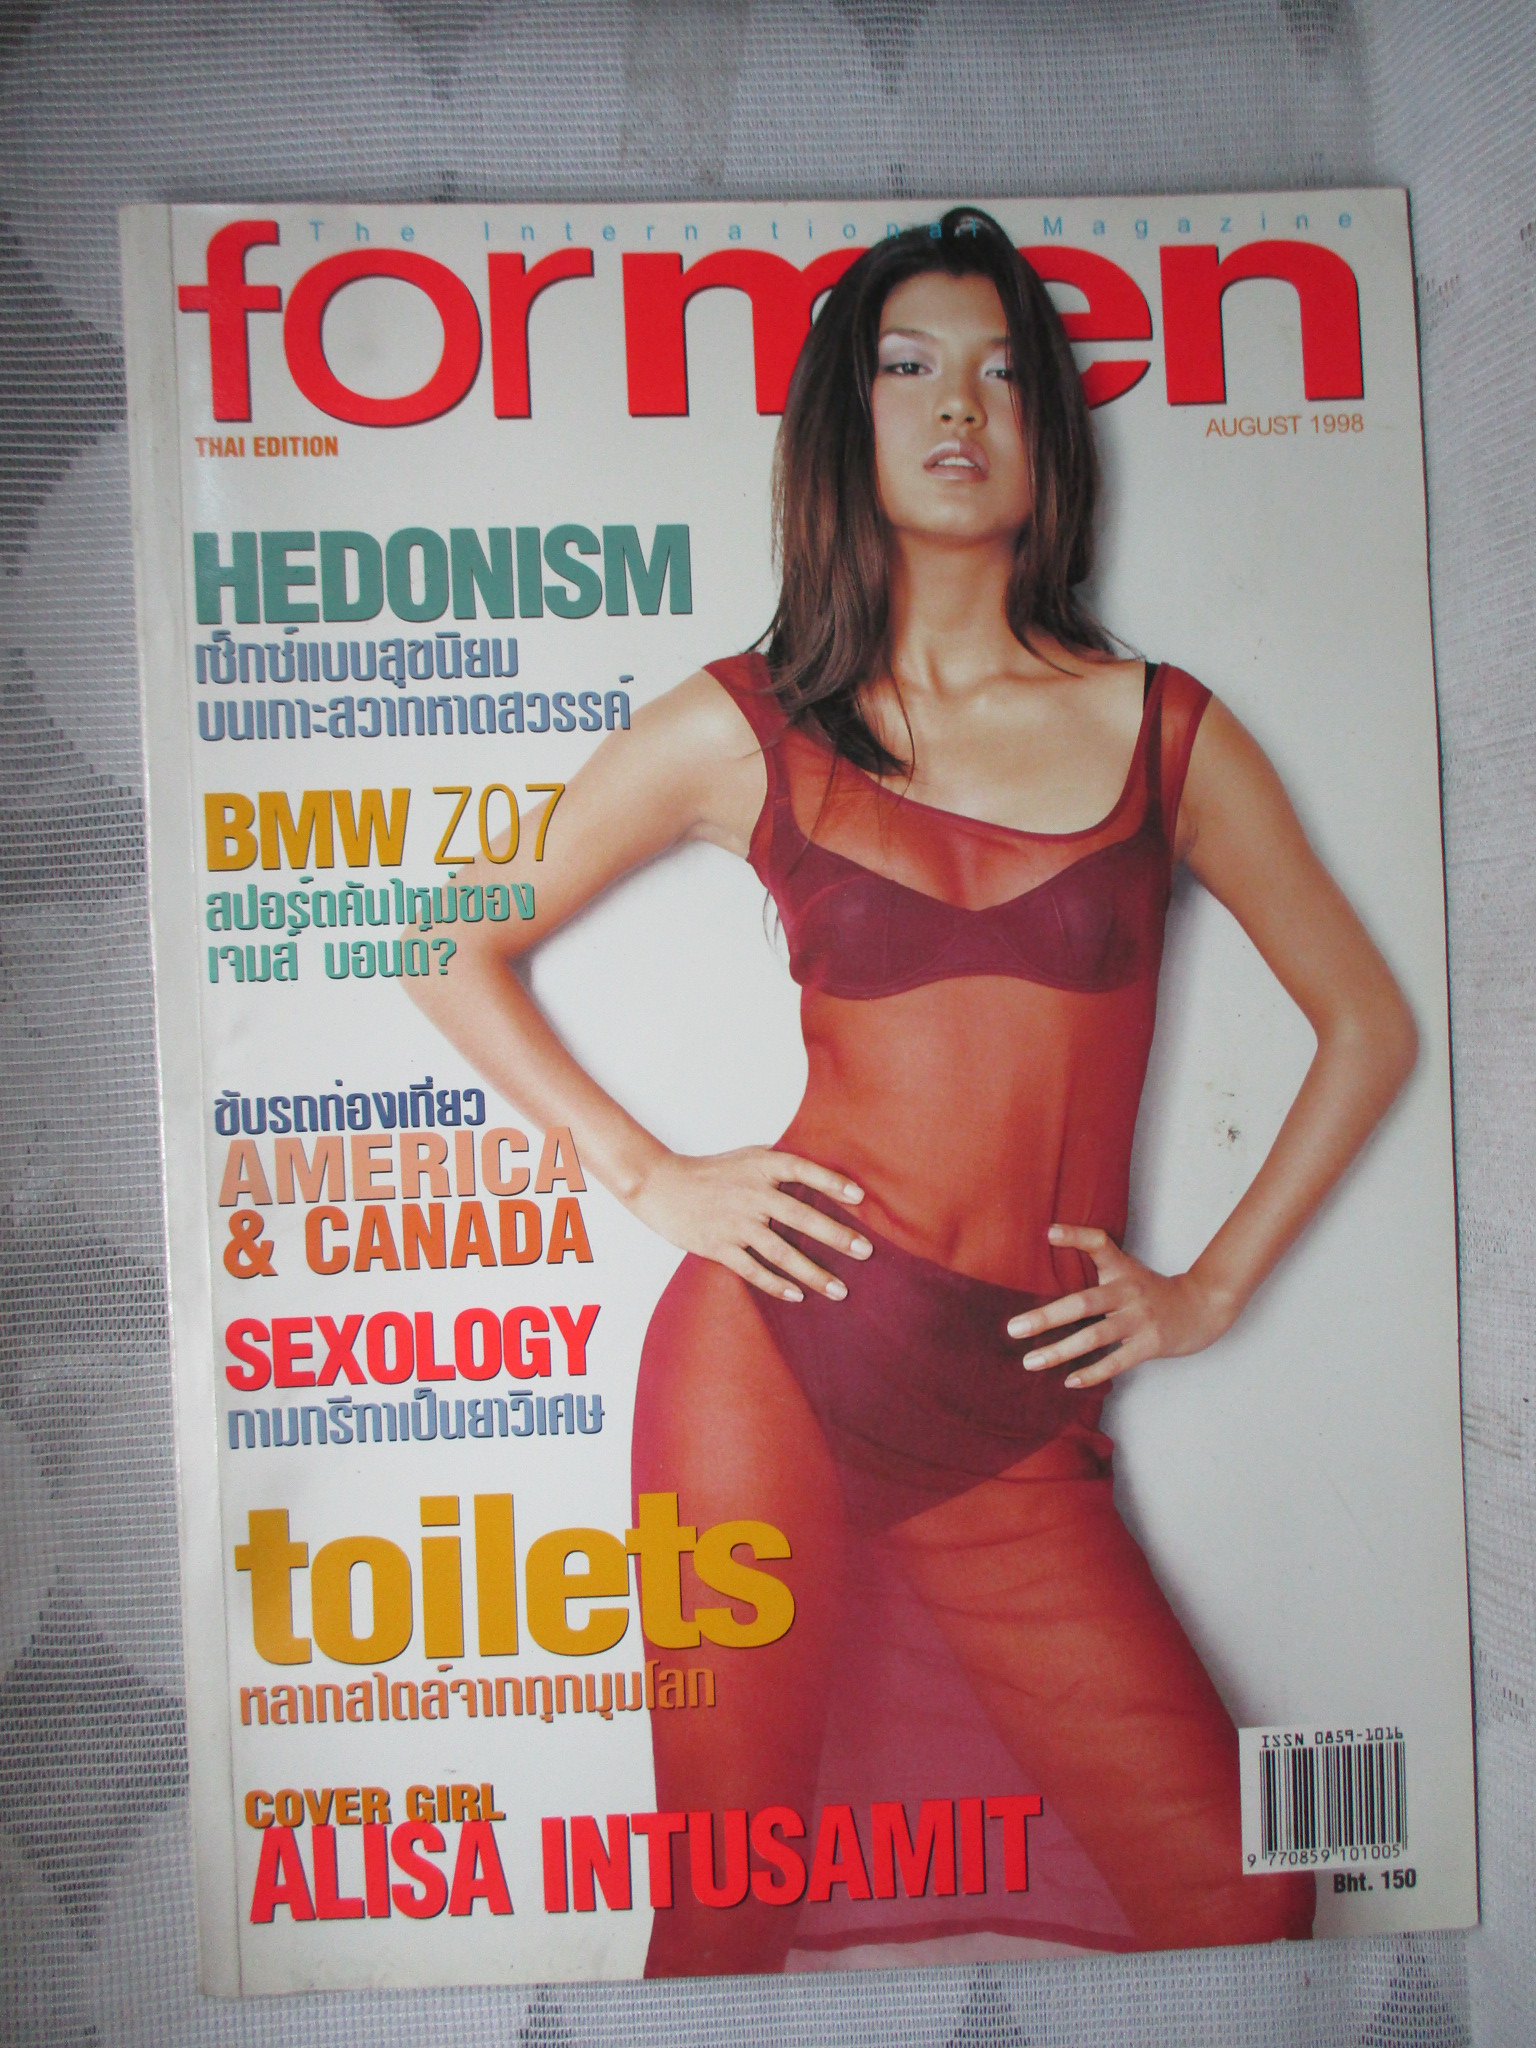 The International Magazine
for men
THAI EDITION
AUGUST 1998
HEDONISM
เซ็กซ์แบบสุขนิยม
บนเกาะสวาทหาดสวรรค์
BMW Z07
สปอร์ตคันใหม่ของ
เจมส์ บอนด์?
ขับรถท่องเที่ยว
AMERICA
& CANADA
SEXOLOGY
กามกรีฑาเป็นยาวิเศษ
toilets
หลากสไตล์จากทุกมุมโลก
COVER GIRL
ALISA INTUSAMIT
ISSN 0859-1016
9 770859 101005
Bht. 150